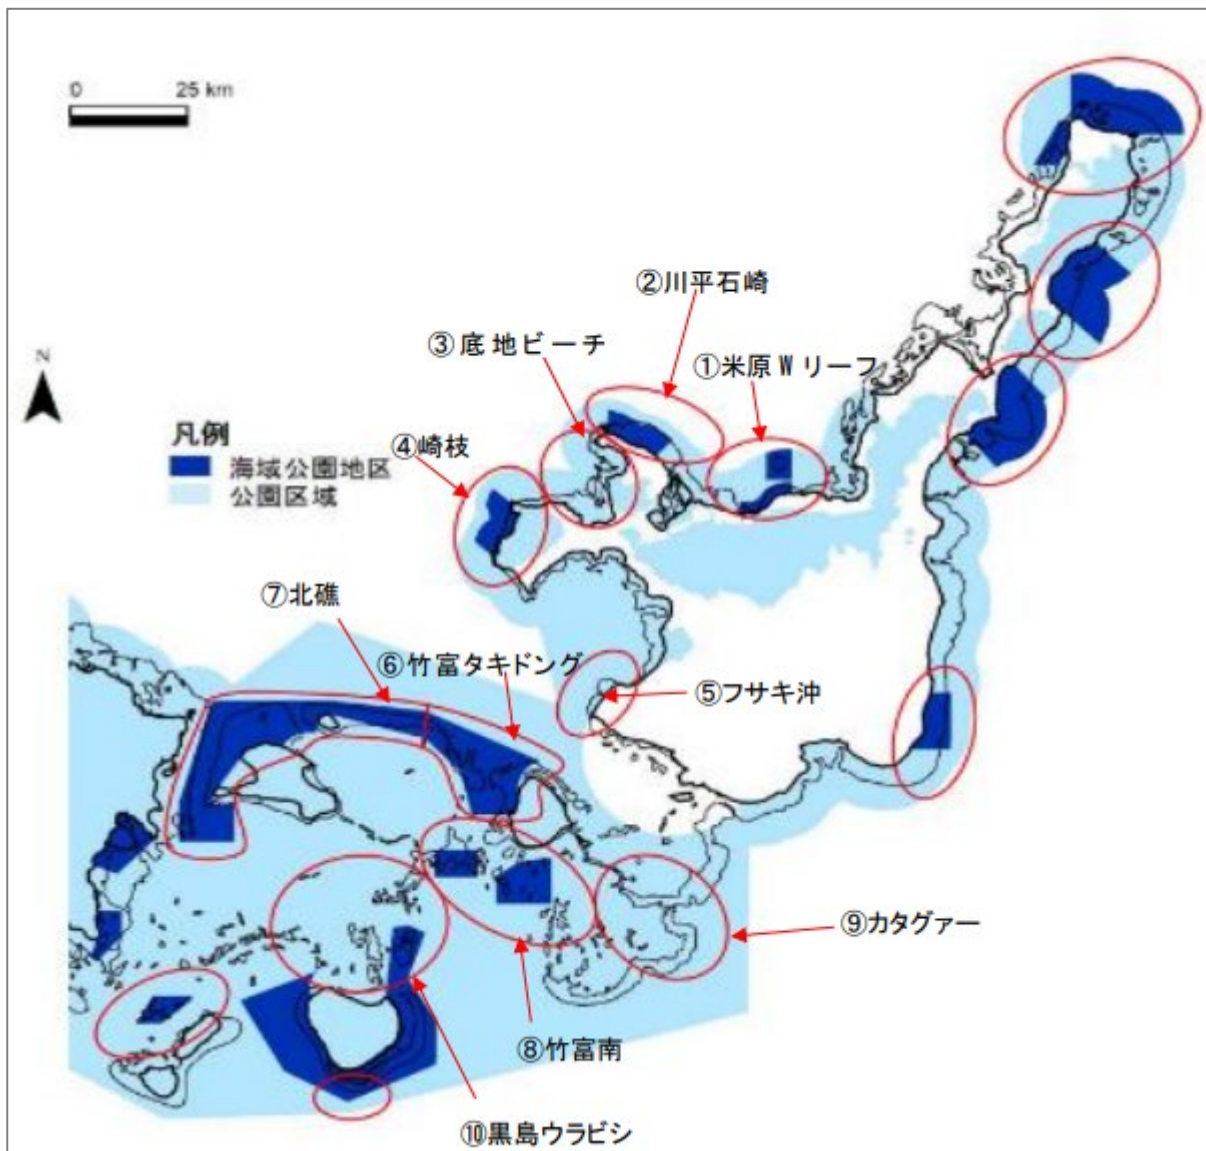 0 25 km
②川平石崎
③底地ビーチ
①米原Wリーフ
N
凡例
海域公園地区
公園区域
④崎枝
⑦北礁
⑥竹富タキドング
⑤フサキ沖
⑨カタグァー
⑧竹富南
⑩黒島ウラビシ